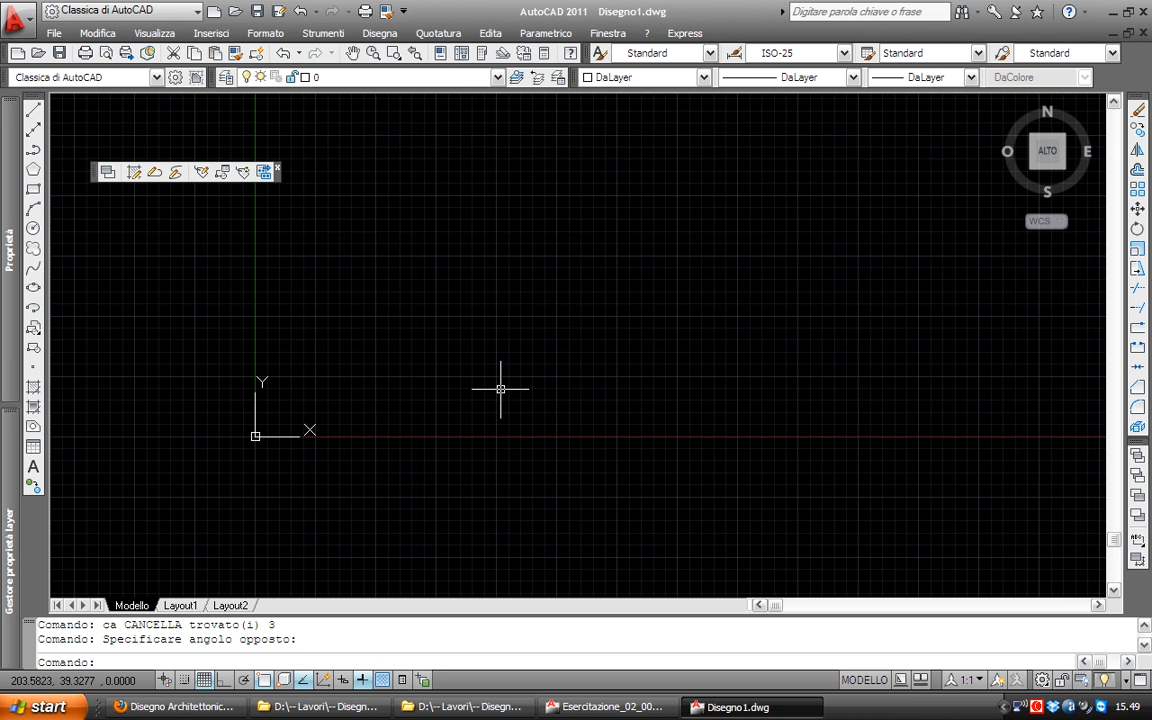 Classica di AutoCAD
AutoCAD 2011 Disegno1.dwg
Digitare parola chiave o frase
File Modifica Visualizza Inserisci Formato Strumenti Disegna Quotatura Edita Parametrico Finestra ? Express
Standard ISO-25 Standard Standard
Classica di AutoCAD 0 DaLayer DaLayer DaLayer DaColore
N
O ALTO E
S
WCS
Proprietà
Gestore proprietà layer
Y
X
A
Modello Layout1 Layout2
Comando: ca CANCELLA trovato(i) 3
Comando: Specificare angolo opposto:
Comando:
203.5823, 39.3277 , 0.0000 MODELLO 1:1
start Disegno Architettonic... D:\-- Lavori\-- Disegn... D:\-- Lavori\-- Disegn... Esercitazione_02_00... Disegno1.dwg 15.49